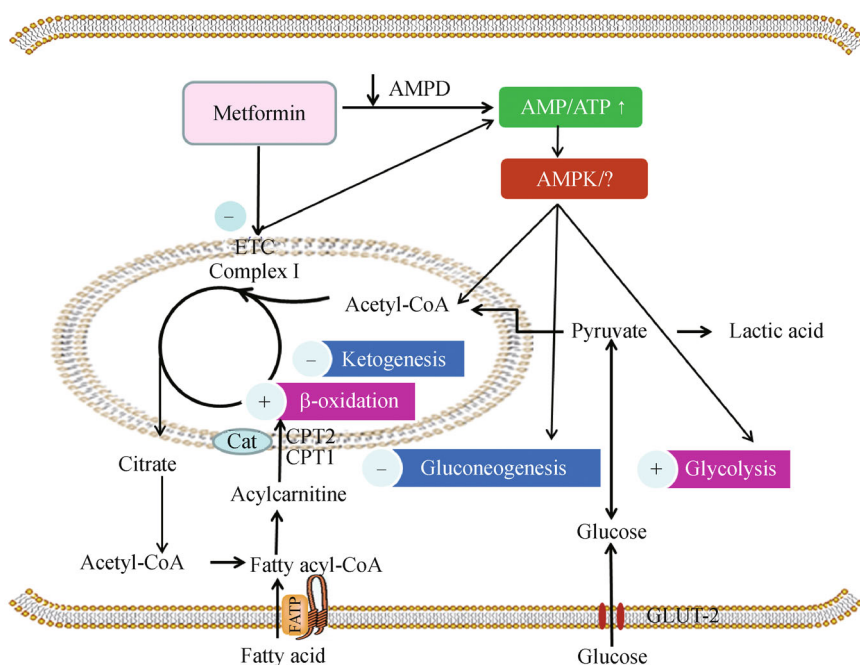 AMPD
Metformin
AMP/ATP ↑
AMPK/?
−
ETC
Complex I
Acetyl-CoA
Pyruvate
Lactic acid
− Ketogenesis
+ β-oxidation
Cat
CPT2
CPT1
Citrate
− Gluconeogenesis
+ Glycolysis
Acylcarnitine
Glucose
Acetyl-CoA
Fatty acyl-CoA
FATP
GLUT-2
Fatty acid
Glucose